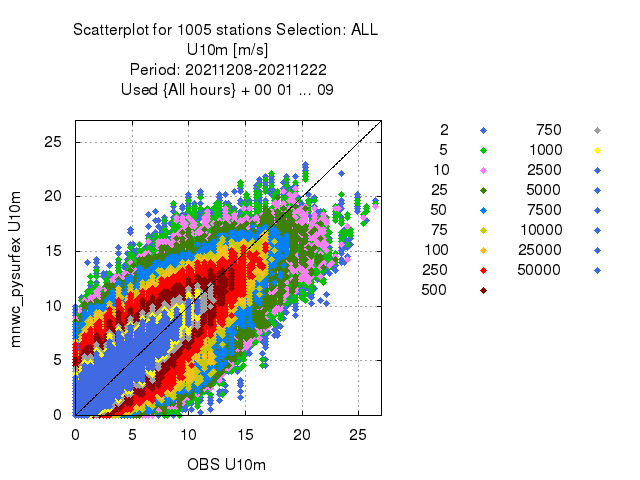 Scatterplot for 1005 stations Selection: ALL
U10m [m/s]
Period: 20211208-20211222
Used {All hours} + 00 01 ... 09
mnwc_pysurfex U10m
25
20
15
10
5
0
0 5 10 15 20 25
OBS U10m
2 750
5 1000
10 2500
25 5000
50 7500
75 10000
100 25000
250 50000
500